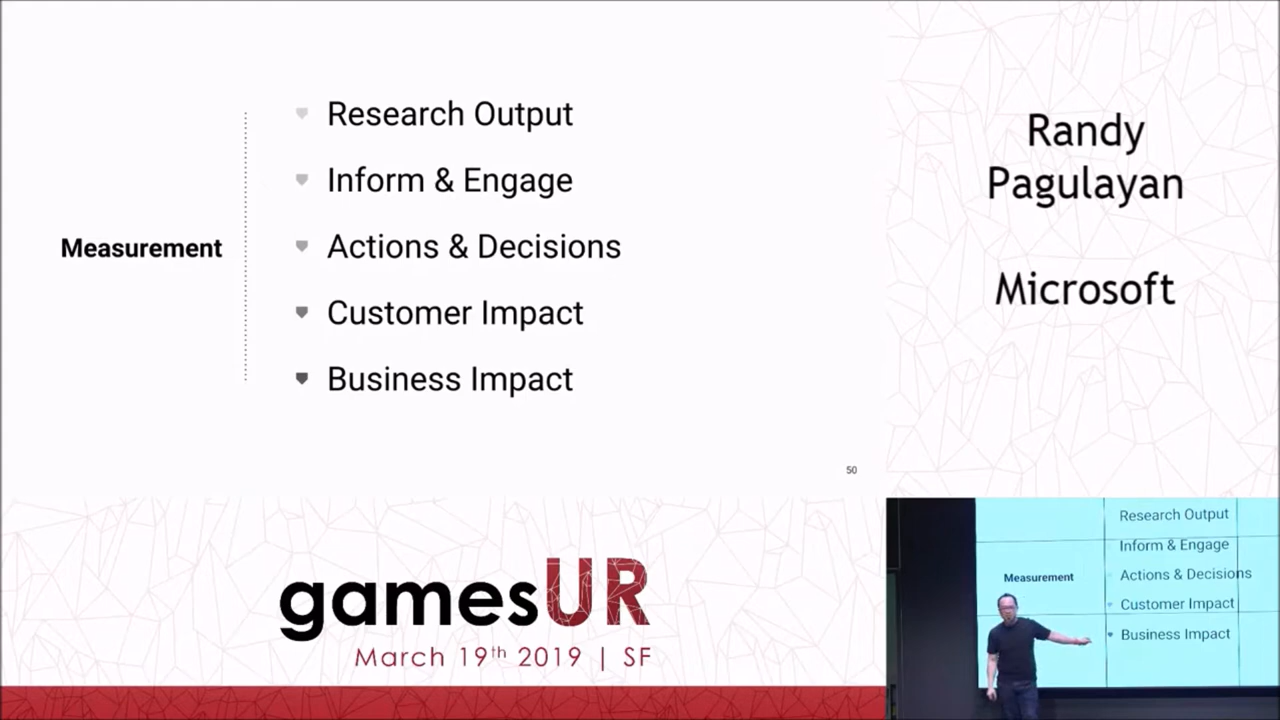 Research Output
Inform & Engage
Measurement
Actions & Decisions
Customer Impact
Business Impact
50
Randy
Pagulayan
Microsoft
gamesUR
March 19th 2019 | SF
Research Output
Inform & Engage
Measurement
Actions & Decisions
Customer Impact
Business Impact